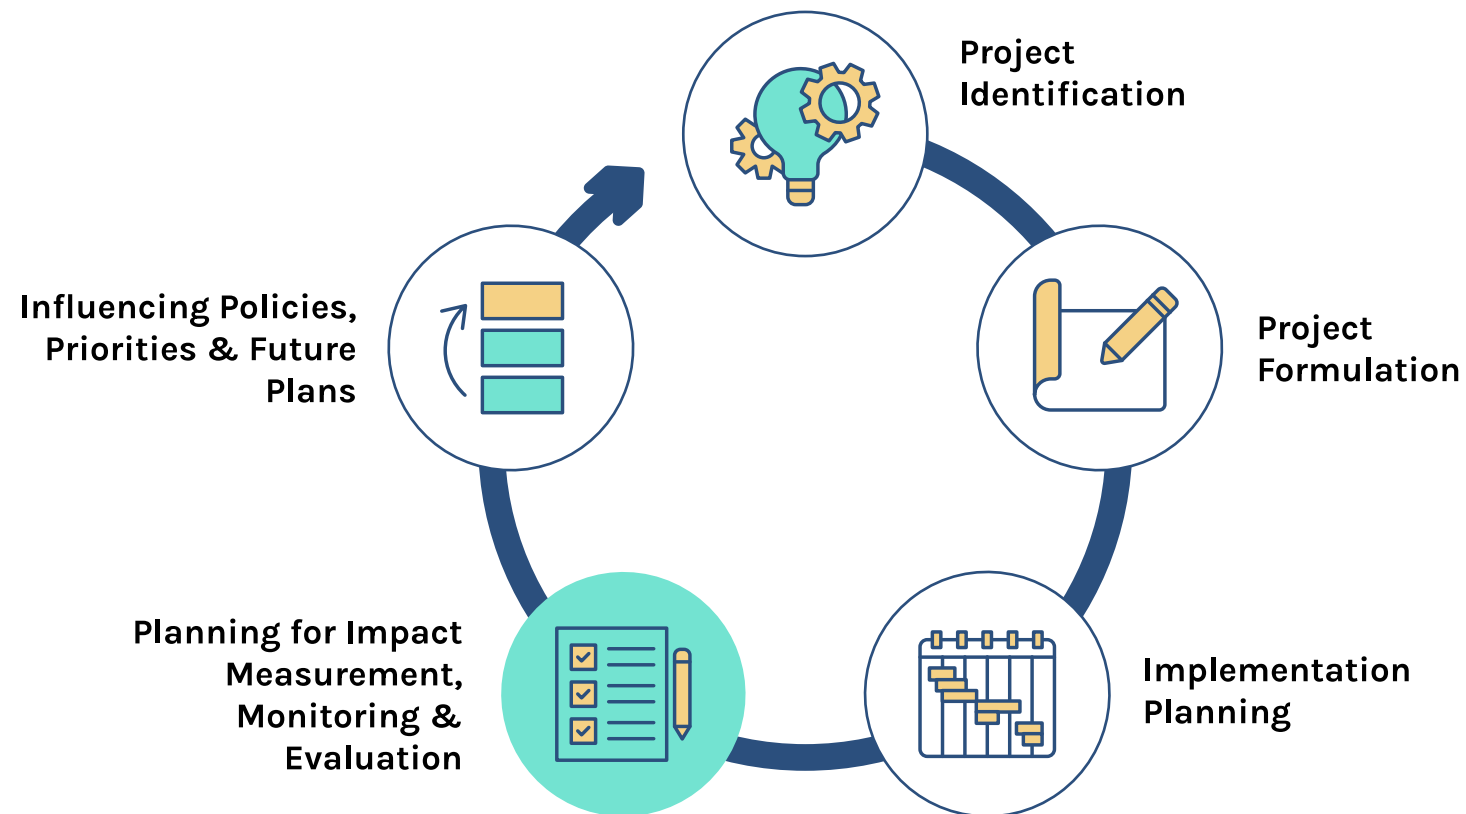 Project
Identification
Project
Formulation
Implementation
Planning
Planning for Impact
Measurement,
Monitoring &
Evaluation
Influencing Policies,
Priorities & Future
Plans